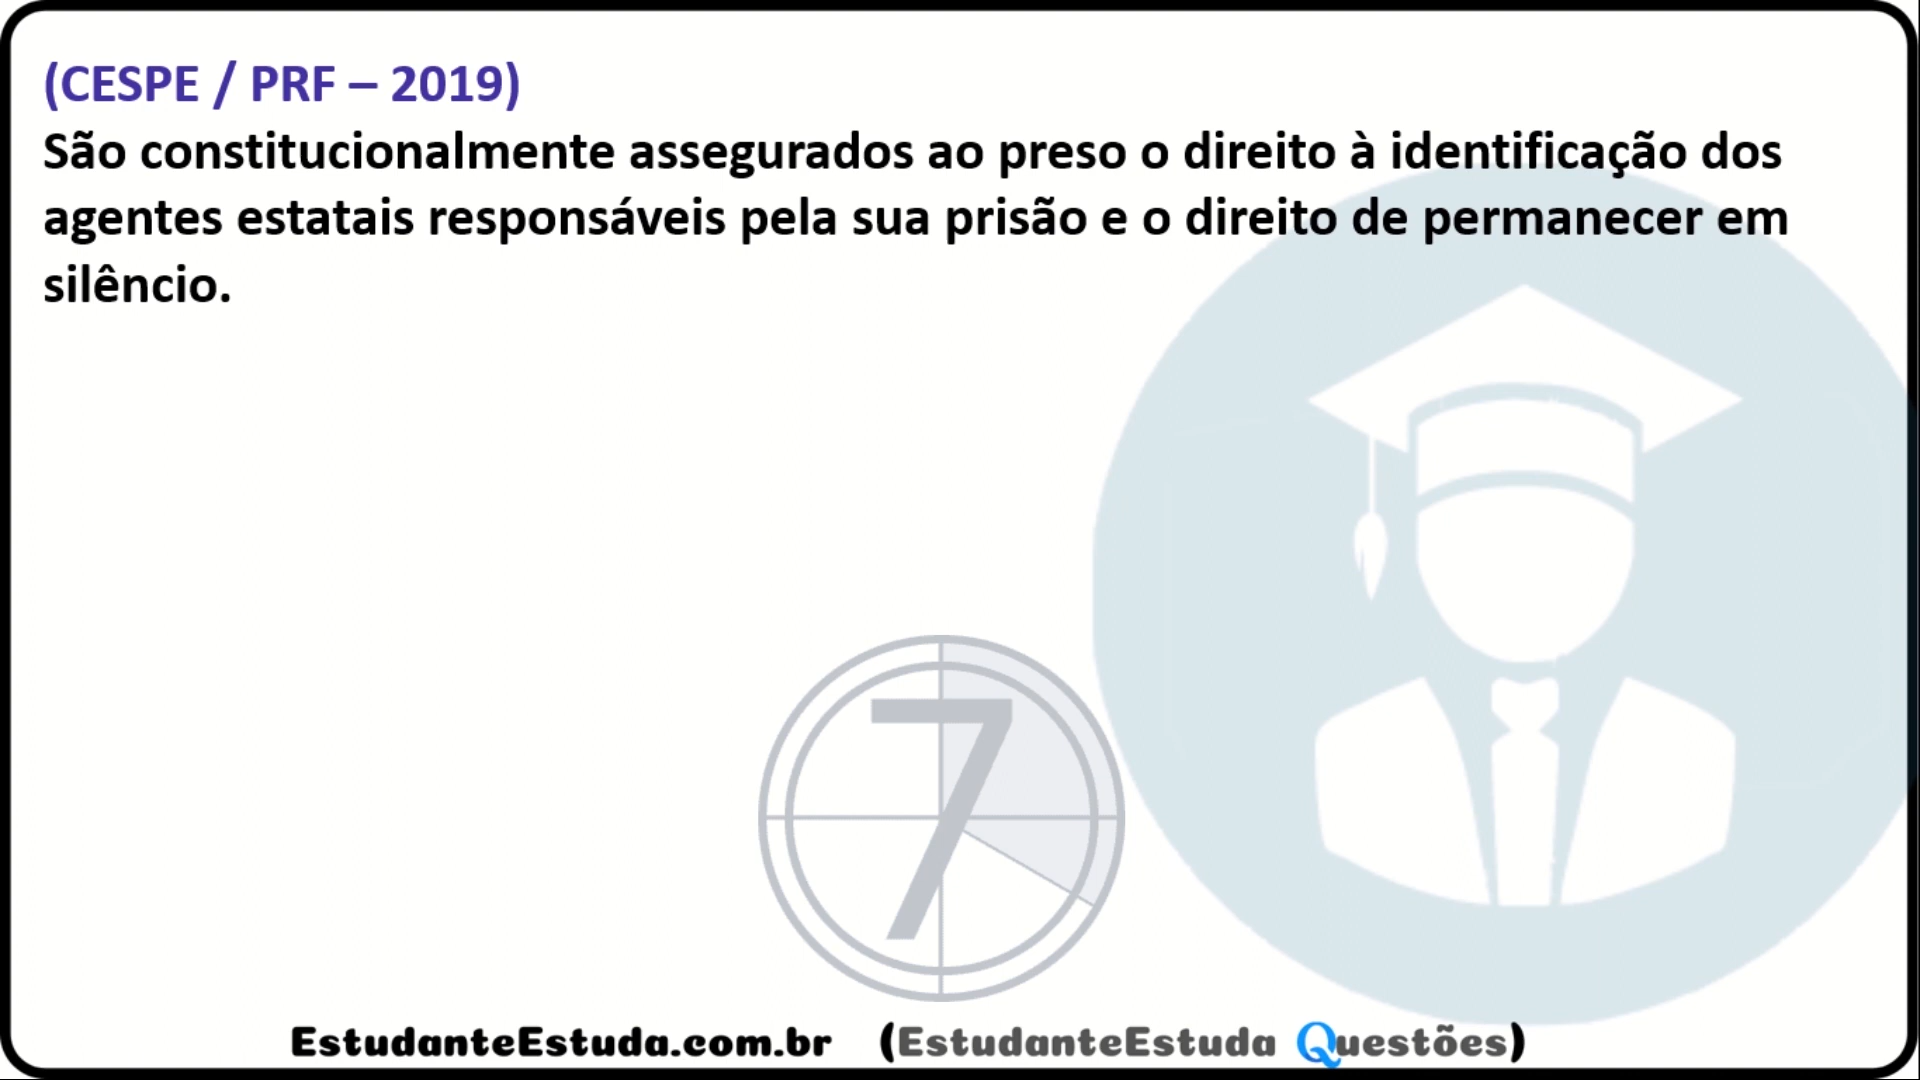 (CESPE / PRF – 2019)
São constitucionalmente assegurados ao preso o direito à identificação dos
agentes estatais responsáveis pela sua prisão e o direito de permanecer em
silêncio.
7
EstudanteEstuda.com.br (EstudanteEstuda Questões)